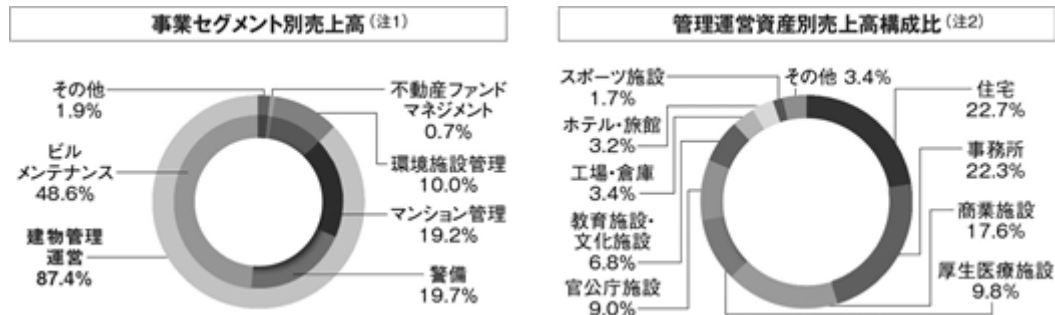 事業セグメント別売上高(注1)
その他
1.9%
不動産ファンド
マネジメント
0.7%
ビル
メンテナンス
48.6%
環境施設管理
10.0%
マンション管理
19.2%
建物管理
運営
87.4%
警備
19.7%
管理運営資産別売上高構成比(注2)
スポーツ施設
1.7%
その他 3.4%
住宅
22.7%
ホテル・旅館
3.2%
事務所
22.3%
工場・倉庫
3.4%
商業施設
17.6%
教育施設・
文化施設
6.8%
厚生医療施設
9.8%
官公庁施設
9.0%